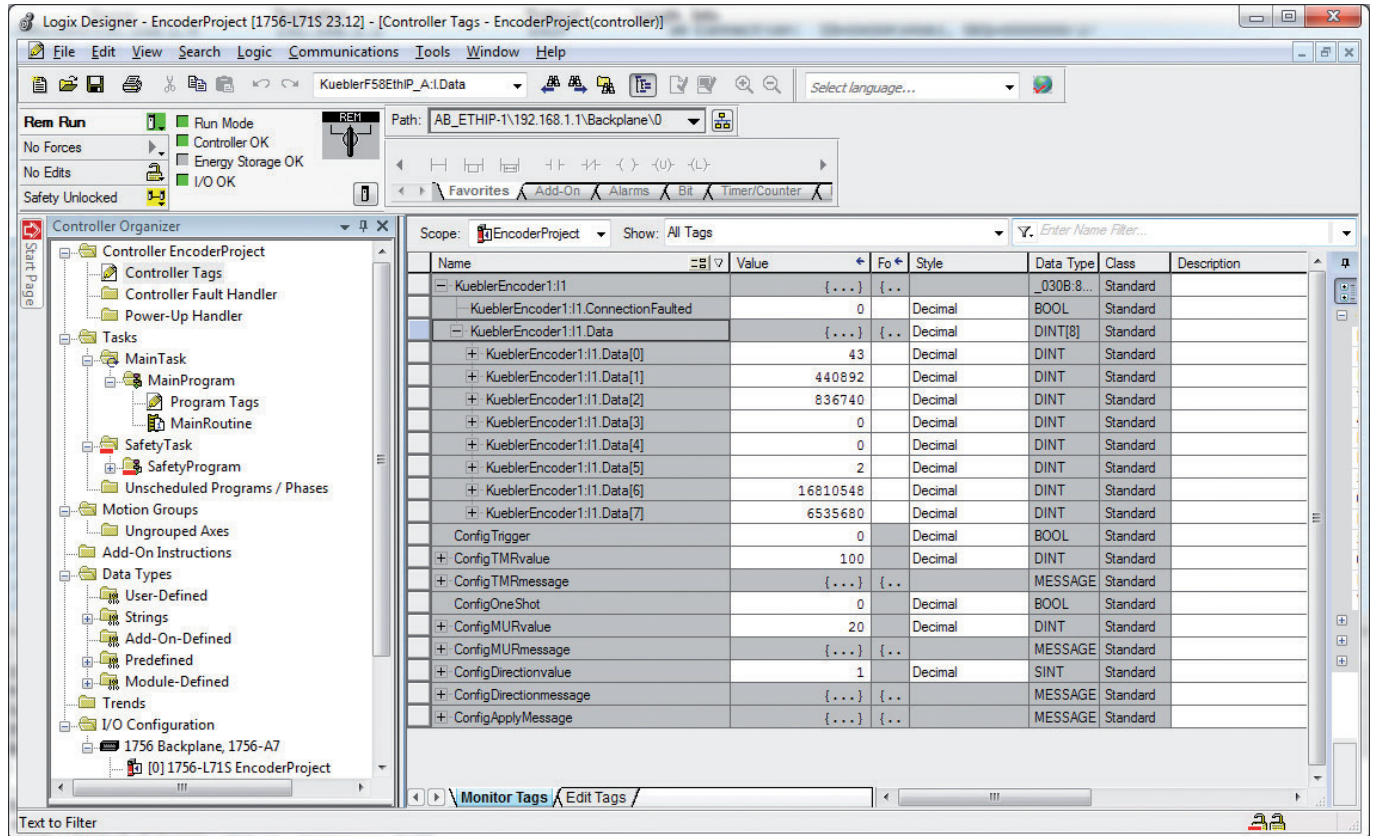 Logix Designer - EncoderProject [1756-L71S 23.12] - [Controller Tags - EncoderProject(controller)]
File Edit View Search Logic Communications Tools Window Help
KueblerF58EthIP_A:I.Data Select language...
Rem Run Run Mode REM Path: AB_ETHIP-1\192.168.1.1\Backplane\0
No Forces Controller OK
No Edits Energy Storage OK
Safety Unlocked I/O OK
Favorites Add-On Alarms Bit Timer/Counter
Start Page
Controller Organizer
Controller EncoderProject
Controller Tags
Controller Fault Handler
Power-Up Handler
Tasks
MainTask
MainProgram
Program Tags
MainRoutine
SafetyTask
SafetyProgram
Unscheduled Programs / Phases
Motion Groups
Ungrouped Axes
Add-On Instructions
Data Types
User-Defined
Strings
Add-On-Defined
Predefined
Module-Defined
Trends
I/O Configuration
1756 Backplane, 1756-A7
[0] 1756-L71S EncoderProject
Scope: EncoderProject Show: All Tags Enter Name Filter...
Name Value Fo Style Data Type Class Description
KueblerEncoder1:I1 {...} {.. _030B:8... Standard
KueblerEncoder1:I1.ConnectionFaulted 0 Decimal BOOL Standard
KueblerEncoder1:I1.Data {...} {.. Decimal DINT[8] Standard
KueblerEncoder1:I1.Data[0] 43 Decimal DINT Standard
KueblerEncoder1:I1.Data[1] 440892 Decimal DINT Standard
KueblerEncoder1:I1.Data[2] 836740 Decimal DINT Standard
KueblerEncoder1:I1.Data[3] 0 Decimal DINT Standard
KueblerEncoder1:I1.Data[4] 0 Decimal DINT Standard
KueblerEncoder1:I1.Data[5] 2 Decimal DINT Standard
KueblerEncoder1:I1.Data[6] 16810548 Decimal DINT Standard
KueblerEncoder1:I1.Data[7] 6535680 Decimal DINT Standard
ConfigTrigger 0 Decimal BOOL Standard
ConfigTMRvalue 100 Decimal DINT Standard
ConfigTMRmessage {...} {.. MESSAGE Standard
ConfigOneShot 0 Decimal BOOL Standard
ConfigMURvalue 20 Decimal DINT Standard
ConfigMURmessage {...} {.. MESSAGE Standard
ConfigDirectionvalue 1 Decimal SINT Standard
ConfigDirectionmessage {...} {.. MESSAGE Standard
ConfigApplyMessage {...} {.. MESSAGE Standard
Monitor Tags Edit Tags
Text to Filter